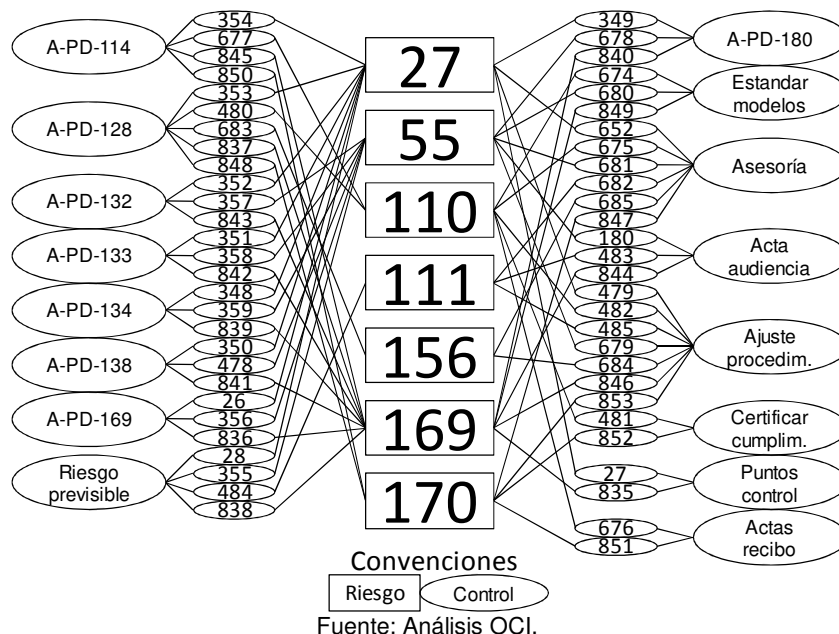 A-PD-114
354
677
845
850
A-PD-128
353
480
683
837
848
A-PD-132
352
357
843
A-PD-133
351
358
842
A-PD-134
348
359
839
A-PD-138
350
478
841
A-PD-169
26
356
836
Riesgo
previsible
28
355
484
838
27
55
110
111
156
169
170
349
678
840
A-PD-180
674
680
849
Estandar
modelos
652
675
681
682
685
847
Asesoría
180
483
844
Acta
audiencia
479
482
485
679
684
846
853
Ajuste
procedim.
481
852
Certificar
cumplim.
27
835
Puntos
control
676
851
Actas
recibo
Convenciones
Riesgo
Control
Fuente: Análisis OCI.